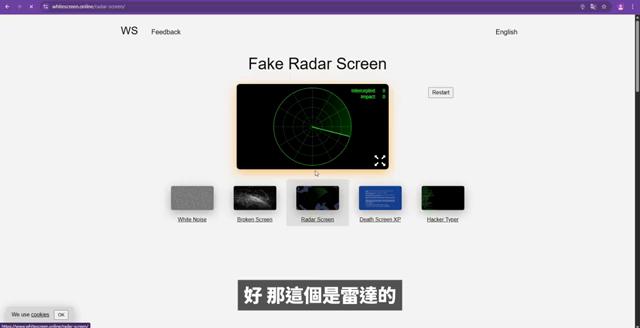 whitescreen.online/radar-screen/
WS
Feedback
English
Fake Radar Screen
Intercepted 0
Impact 0
Restart
White Noise
Broken Screen
Radar Screen
Death Screen XP
Hacker Typer
好 那這個是雷達的
We use cookies
OK
https://www.whitescreen.online/radar-screen/